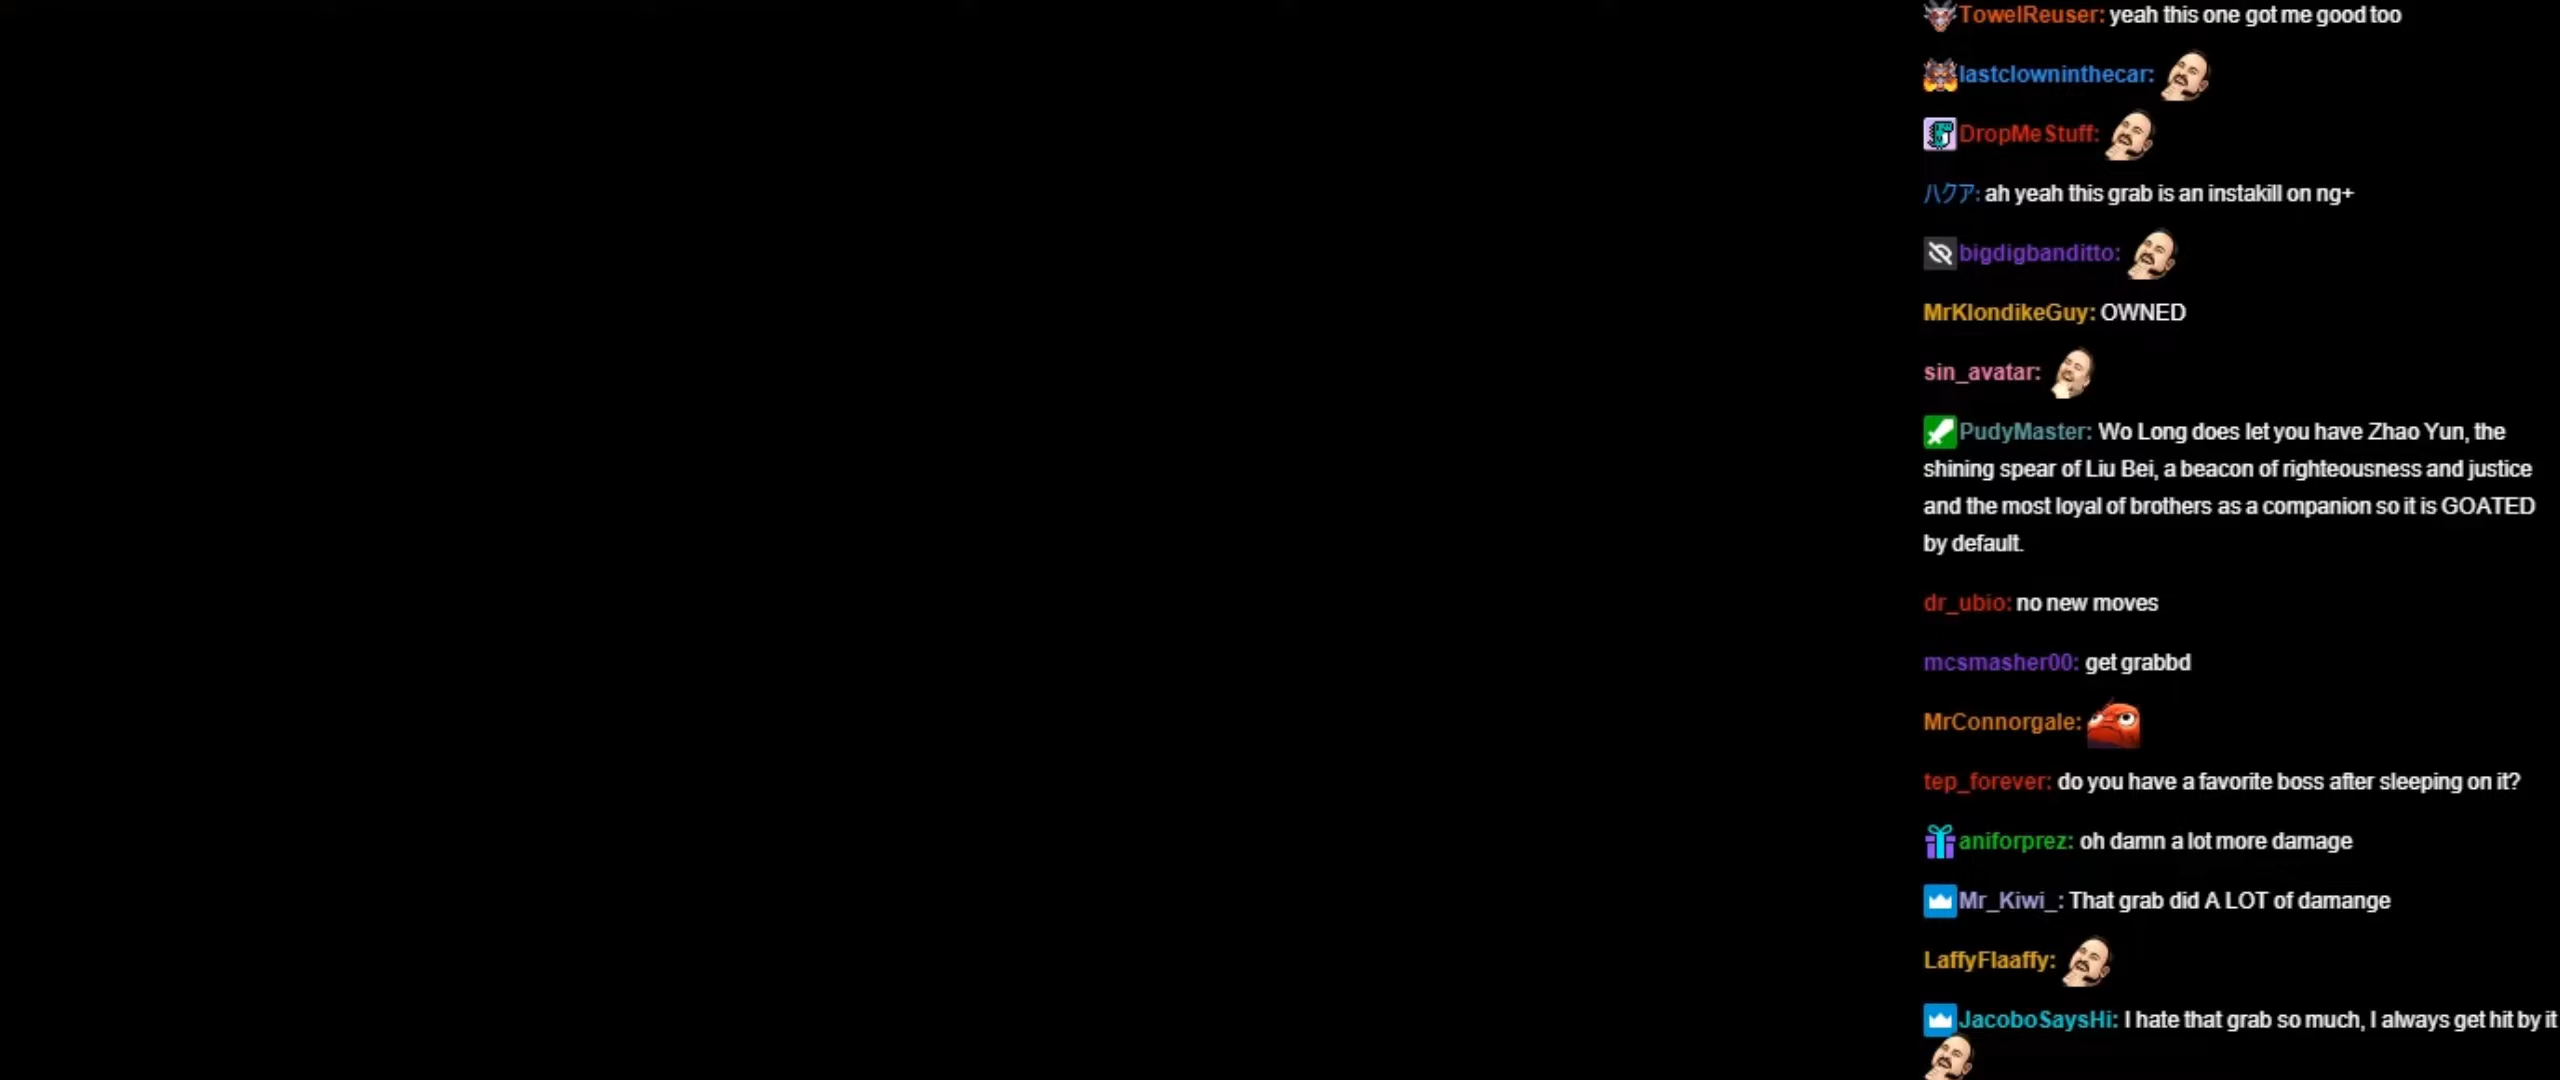 TowelReuser: yeah this one got me good too
lastclowninthecar:
DropMeStuff:
ハクア: ah yeah this grab is an instakill on ng+
bigdigbanditto:
MrKlondikeGuy: OWNED
sin_avatar:
PudyMaster: Wo Long does let you have Zhao Yun, the
shining spear of Liu Bei, a beacon of righteousness and justice
and the most loyal of brothers as a companion so it is GOATED
by default.
dr_ubio: no new moves
mcsmasher00: get grabbd
MrConnorgale:
tep_forever: do you have a favorite boss after sleeping on it?
aniforprez: oh damn a lot more damage
Mr_Kiwi_: That grab did A LOT of damange
LaffyFlaaffy:
JacoboSaysHi: I hate that grab so much, I always get hit by it